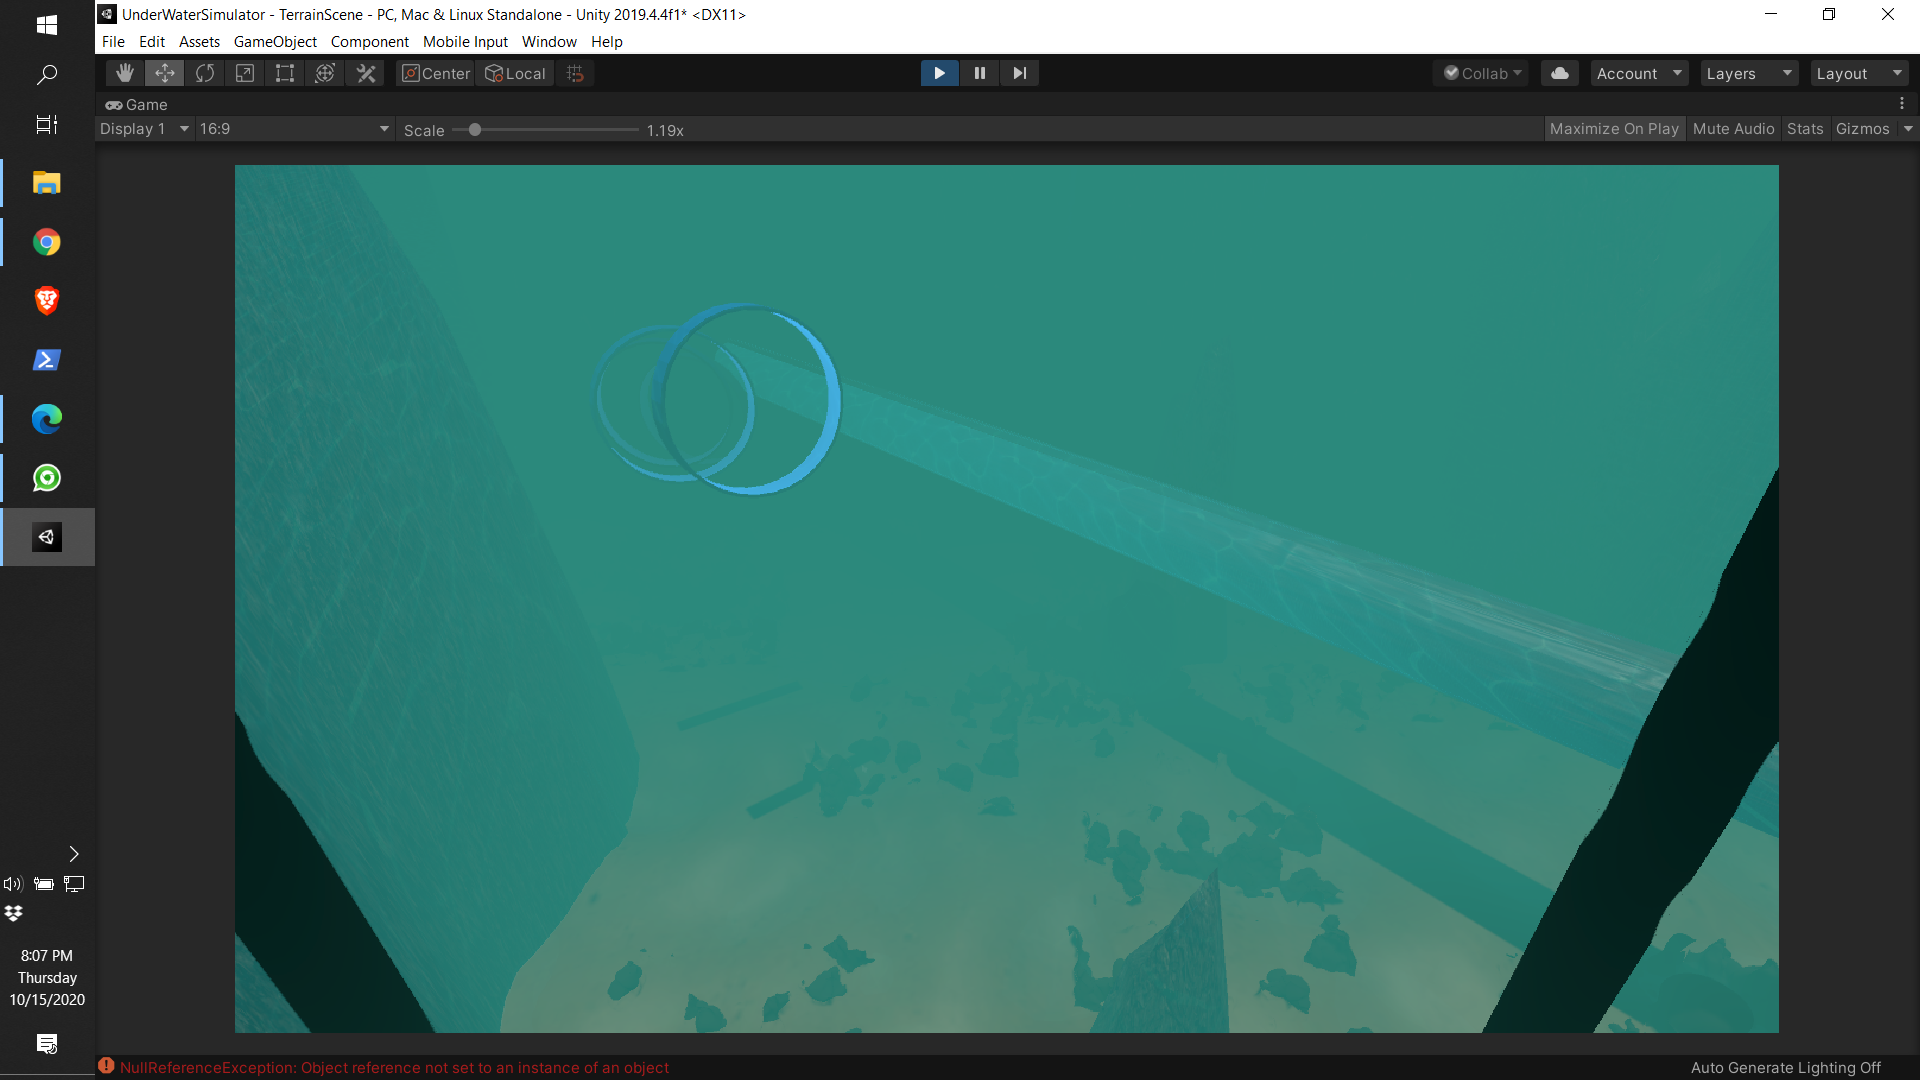 UnderWaterSimulator - TerrainScene - PC, Mac & Linux Standalone - Unity 2019.4.4f1* <DX11>
File Edit Assets GameObject Component Mobile Input Window Help
Center Local Collab Account Layers Layout
Game
Display 1 16:9 Scale 1.19x Maximize On Play Mute Audio Stats Gizmos
8:07 PM
Thursday
10/15/2020
NullReferenceException: Object reference not set to an instance of an object Auto Generate Lighting Off